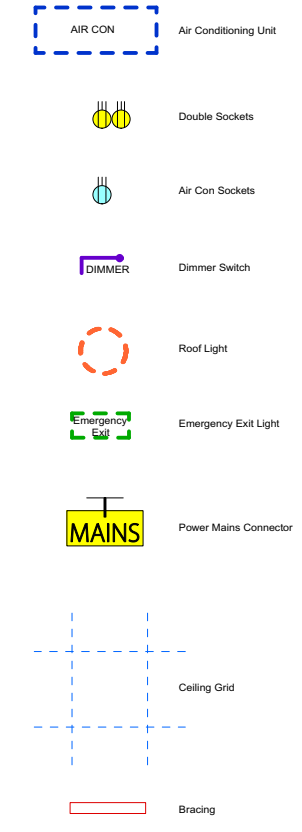 AIR CON
Air Conditioning Unit
Double Sockets
Air Con Sockets
DIMMER
Dimmer Switch
Roof Light
Emergency
Exit
Emergency Exit Light
MAINS
Power Mains Connector
Ceiling Grid
Bracing